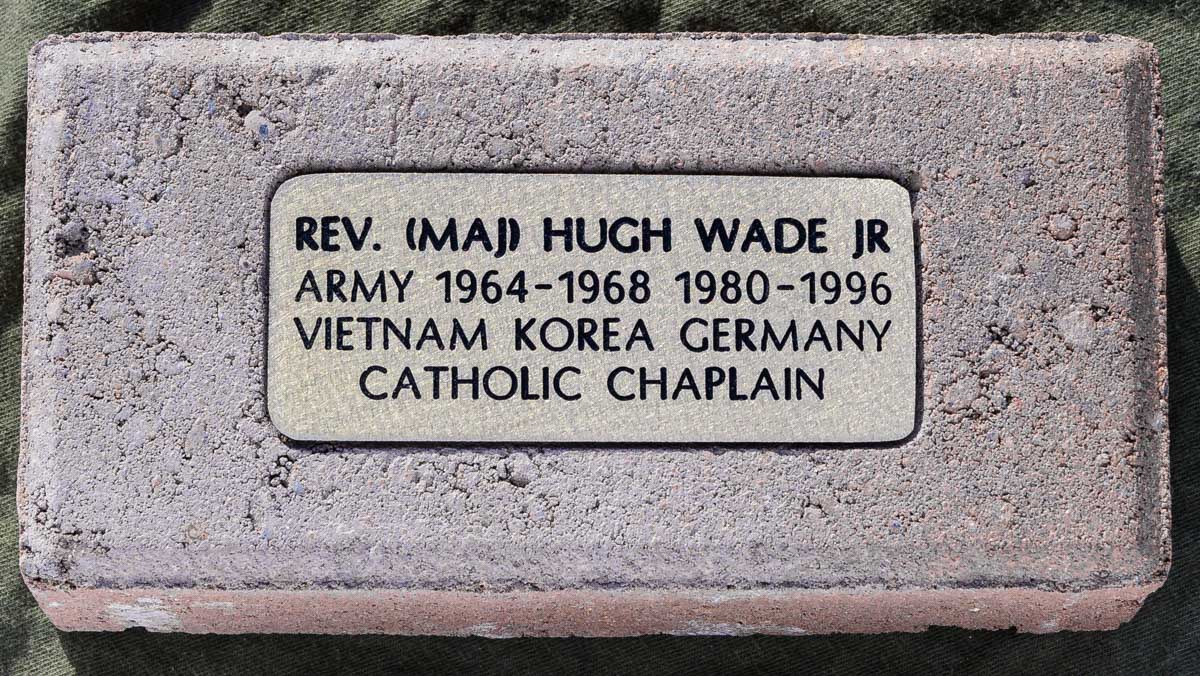 REV. (MAJ) HUGH WADE JR
ARMY 1964-1968 1980-1996
VIETNAM KOREA GERMANY
CATHOLIC CHAPLAIN